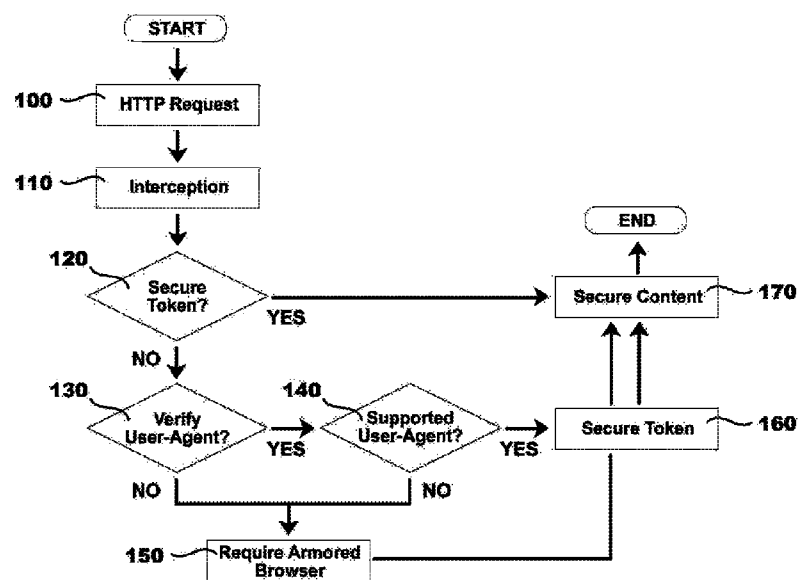 START
100
HTTP Request
110
Interception
120
Secure
Token?
YES
NO
END
Secure Content
170
130
Verify
User-Agent?
YES
NO
140
Supported
User-Agent?
YES
NO
Secure Token
160
150
Require Armored
Browser